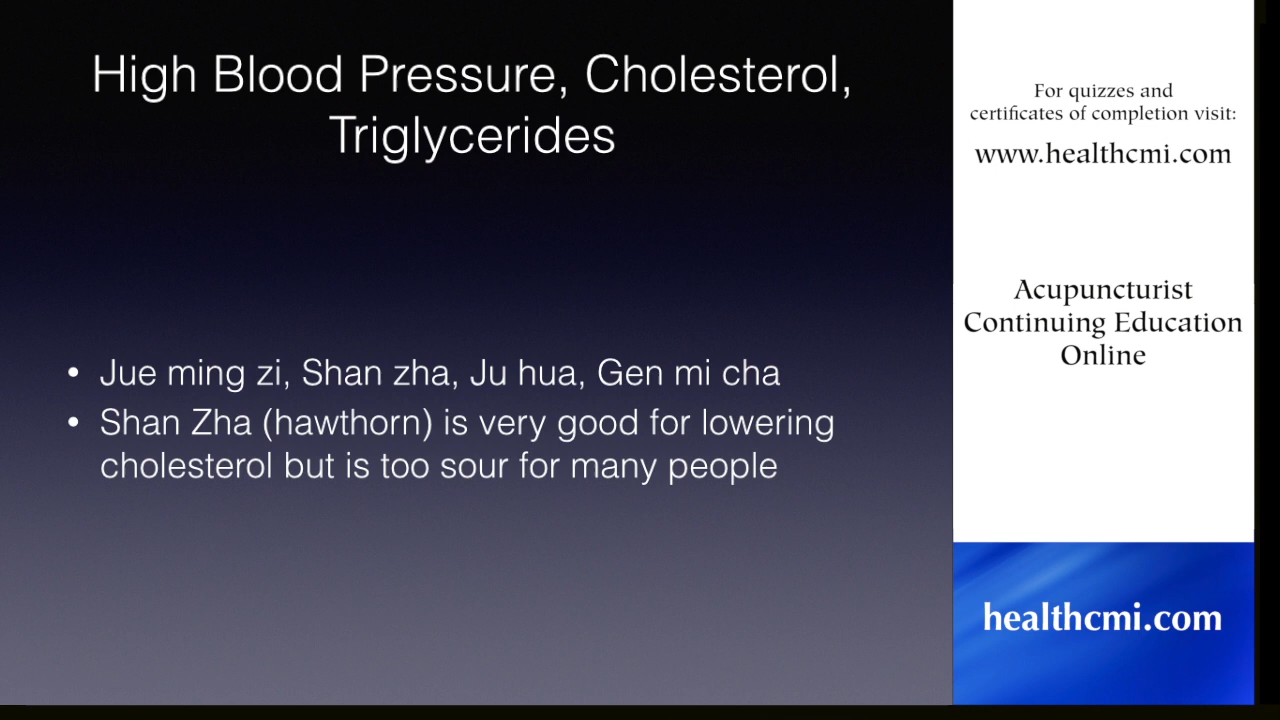 High Blood Pressure, Cholesterol,
Triglycerides
• Jue ming zi, Shan zha, Ju hua, Gen mi cha
• Shan Zha (hawthorn) is very good for lowering
cholesterol but is too sour for many people
For quizzes and
certificates of completion visit:
www.healthcmi.com
Acupuncturist
Continuing Education
Online
healthcmi.com